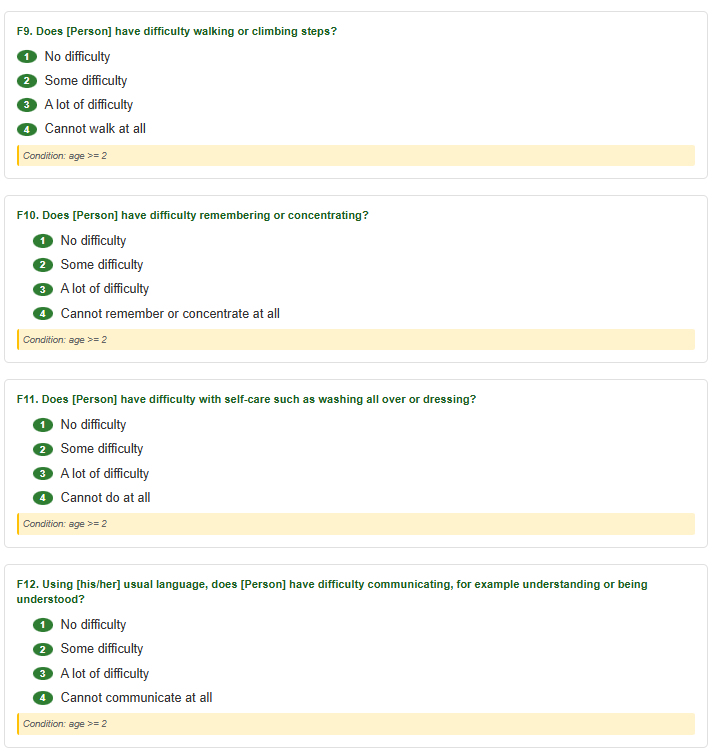 F9. Does [Person] have difficulty walking or climbing steps?
1 No difficulty
2 Some difficulty
3 A lot of difficulty
4 Cannot walk at all
Condition: age >= 2
F10. Does [Person] have difficulty remembering or concentrating?
1 No difficulty
2 Some difficulty
3 A lot of difficulty
4 Cannot remember or concentrate at all
Condition: age >= 2
F11. Does [Person] have difficulty with self-care such as washing all over or dressing?
1 No difficulty
2 Some difficulty
3 A lot of difficulty
4 Cannot do at all
Condition: age >= 2
F12. Using [his/her] usual language, does [Person] have difficulty communicating, for example understanding or being
understood?
1 No difficulty
2 Some difficulty
3 A lot of difficulty
4 Cannot communicate at all
Condition: age >= 2